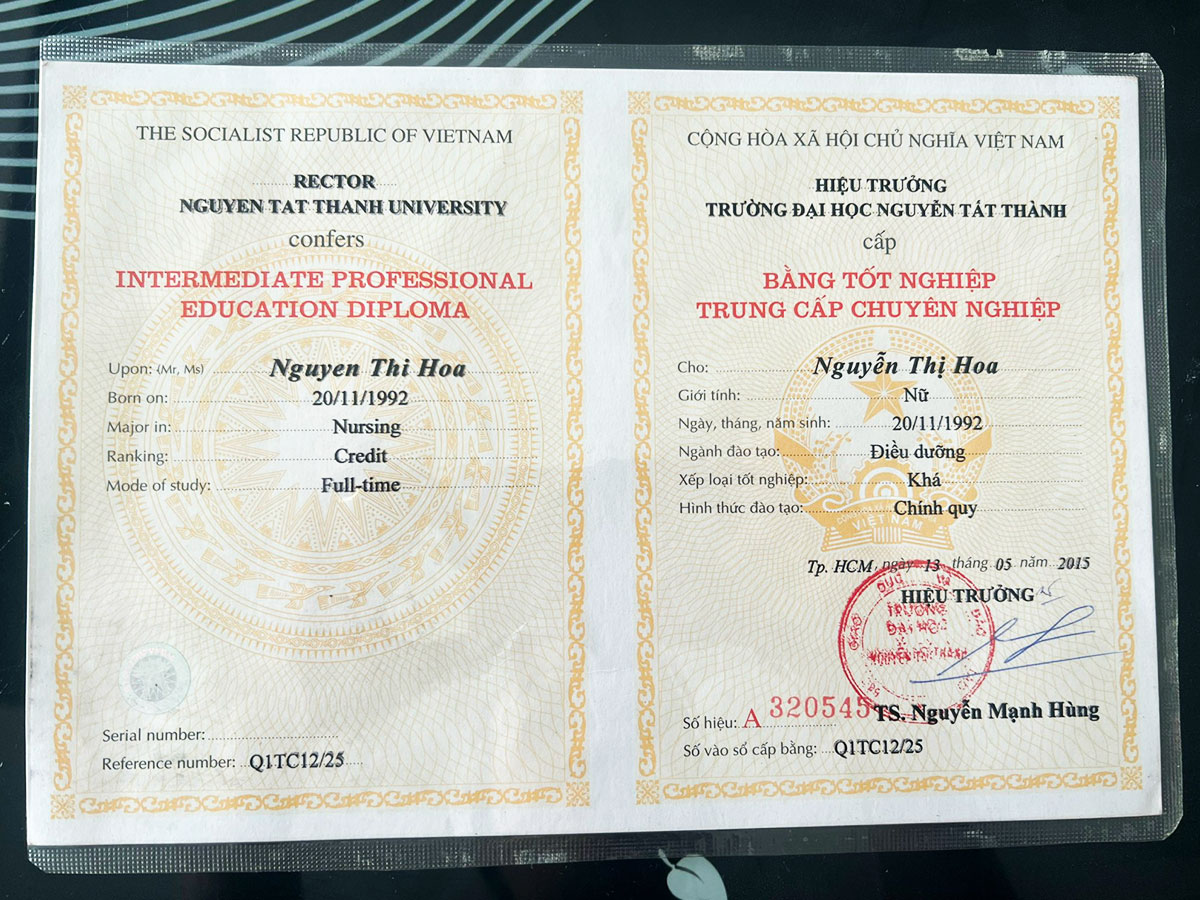 THE SOCIALIST REPUBLIC OF VIETNAM
RECTOR
NGUYEN TAT THANH UNIVERSITY
confers
INTERMEDIATE PROFESSIONAL
EDUCATION DIPLOMA
Upon: (Mr, Ms) Nguyen Thi Hoa
Born on: 20/11/1992
Major in: Nursing
Ranking: Credit
Mode of study: Full-time
Serial number:
Reference number: Q1TC12/25
CỘNG HÒA XÃ HỘI CHỦ NGHĨA VIỆT NAM
HIỆU TRƯỞNG
TRƯỜNG ĐẠI HỌC NGUYỄN TÁT THÀNH
cấp
BẰNG TỐT NGHIỆP
TRUNG CẤP CHUYÊN NGHIỆP
Cho: Nguyễn Thị Hoa
Giới tính: Nữ
Ngày, tháng, năm sinh: 20/11/1992
Ngành đào tạo: Điều dưỡng
Xếp loại tốt nghiệp: Khá
Hình thức đào tạo: Chính quy
VIỆT NAM
Tp. HCM, ngày 13 tháng 05 năm 2015
HIỆU TRƯỞNG
TRƯỜNG
ĐẠI HỌC
TS. Nguyễn Mạnh Hùng
Số hiệu: A 320545
Số vào sổ cấp bằng: Q1TC12/25